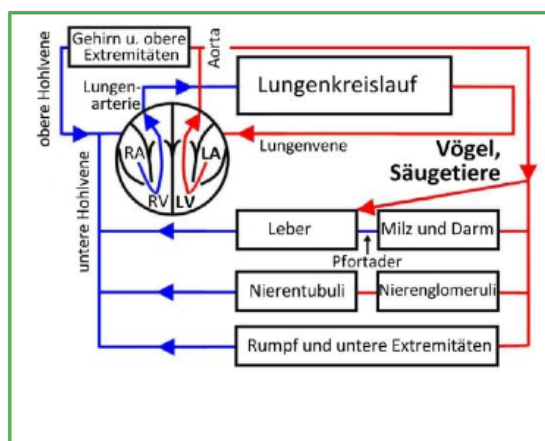 Gehirn u. obere
Extremitäten
Aorta
obere Hohlvene
Lungen-
arterie
Lungenkreislauf
RA
LA
RV
LV
Lungenvene
Vögel,
Säugetiere
untere Hohlvene
Leber
Milz und Darm
Pfortader
Nierentubuli
Nierenglomeruli
Rumpf und untere Extremitäten